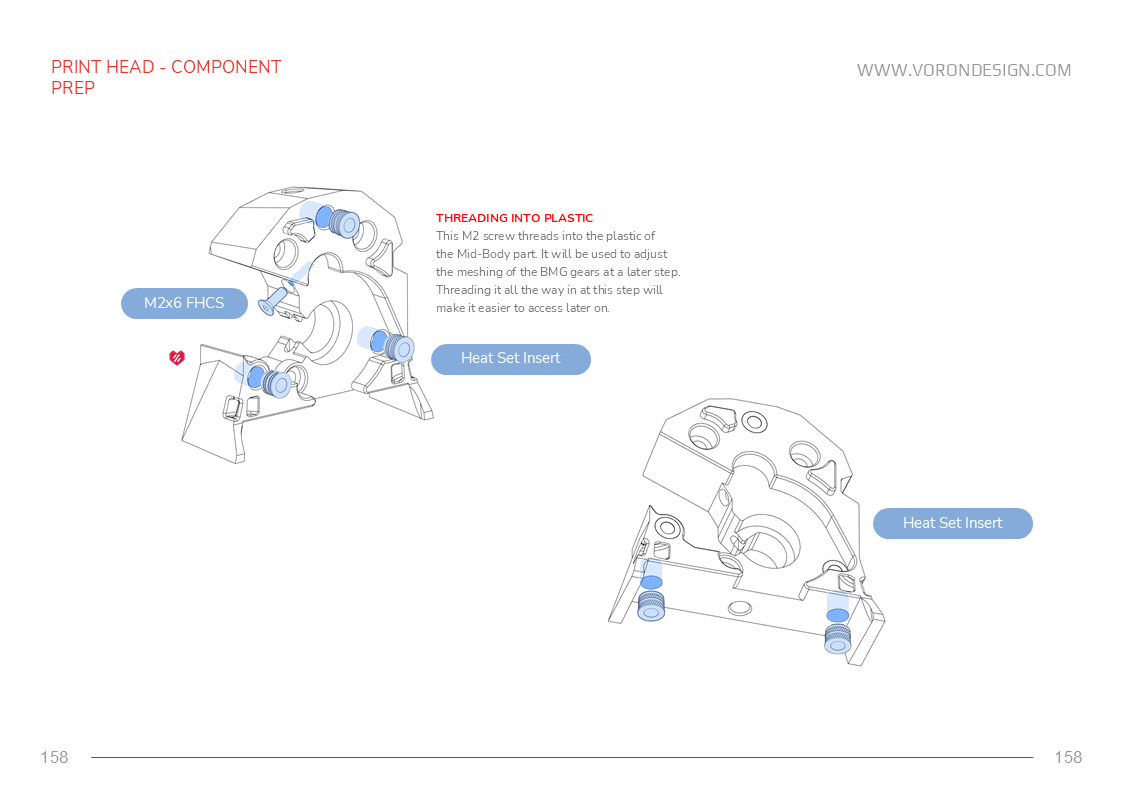 PRINT HEAD - COMPONENT
PREP
WWW.VORONDESIGN.COM
THREADING INTO PLASTIC
This M2 screw threads into the plastic of
the Mid-Body part. It will be used to adjust
the meshing of the BMG gears at a later step.
Threading it all the way in at this step will
make it easier to access later on.
M2x6 FHCS
Heat Set Insert
Heat Set Insert
158
158